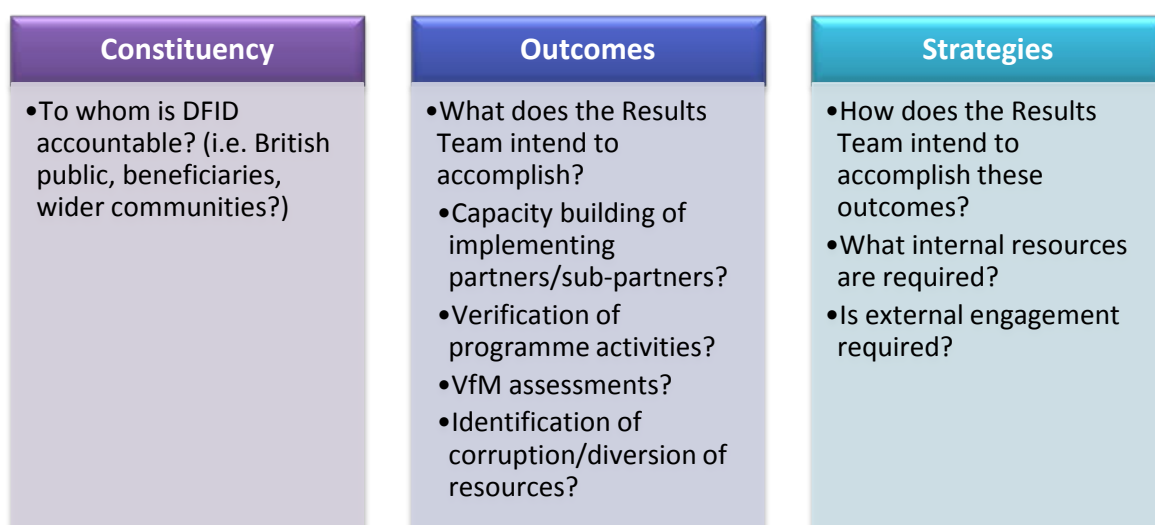 Constituency
•To whom is DFID
accountable? (i.e. British
public, beneficiaries,
wider communities?)
Outcomes
•What does the Results
Team intend to
accomplish?
•Capacity building of
implementing
partners/sub-partners?
•Verification of
programme activities?
•VfM assessments?
•Identification of
corruption/diversion of
resources?
Strategies
•How does the Results
Team intend to
accomplish these
outcomes?
•What internal resources
are required?
•Is external engagement
required?